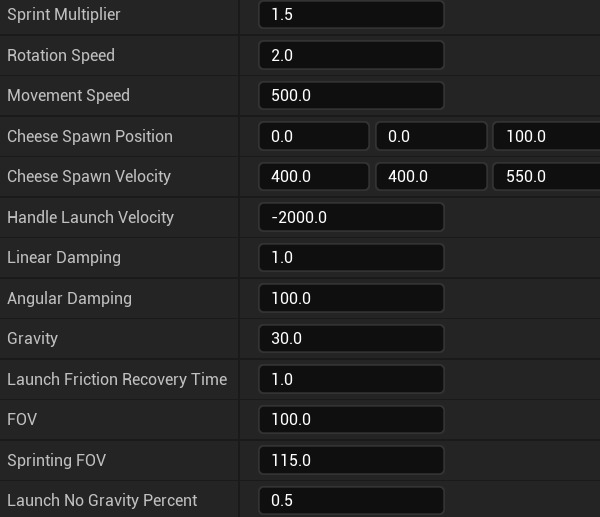 Sprint Multiplier 1.5
Rotation Speed 2.0
Movement Speed 500.0
Cheese Spawn Position 0.0 0.0 100.0
Cheese Spawn Velocity 400.0 400.0 550.0
Handle Launch Velocity -2000.0
Linear Damping 1.0
Angular Damping 100.0
Gravity 30.0
Launch Friction Recovery Time 1.0
FOV 100.0
Sprinting FOV 115.0
Launch No Gravity Percent 0.5